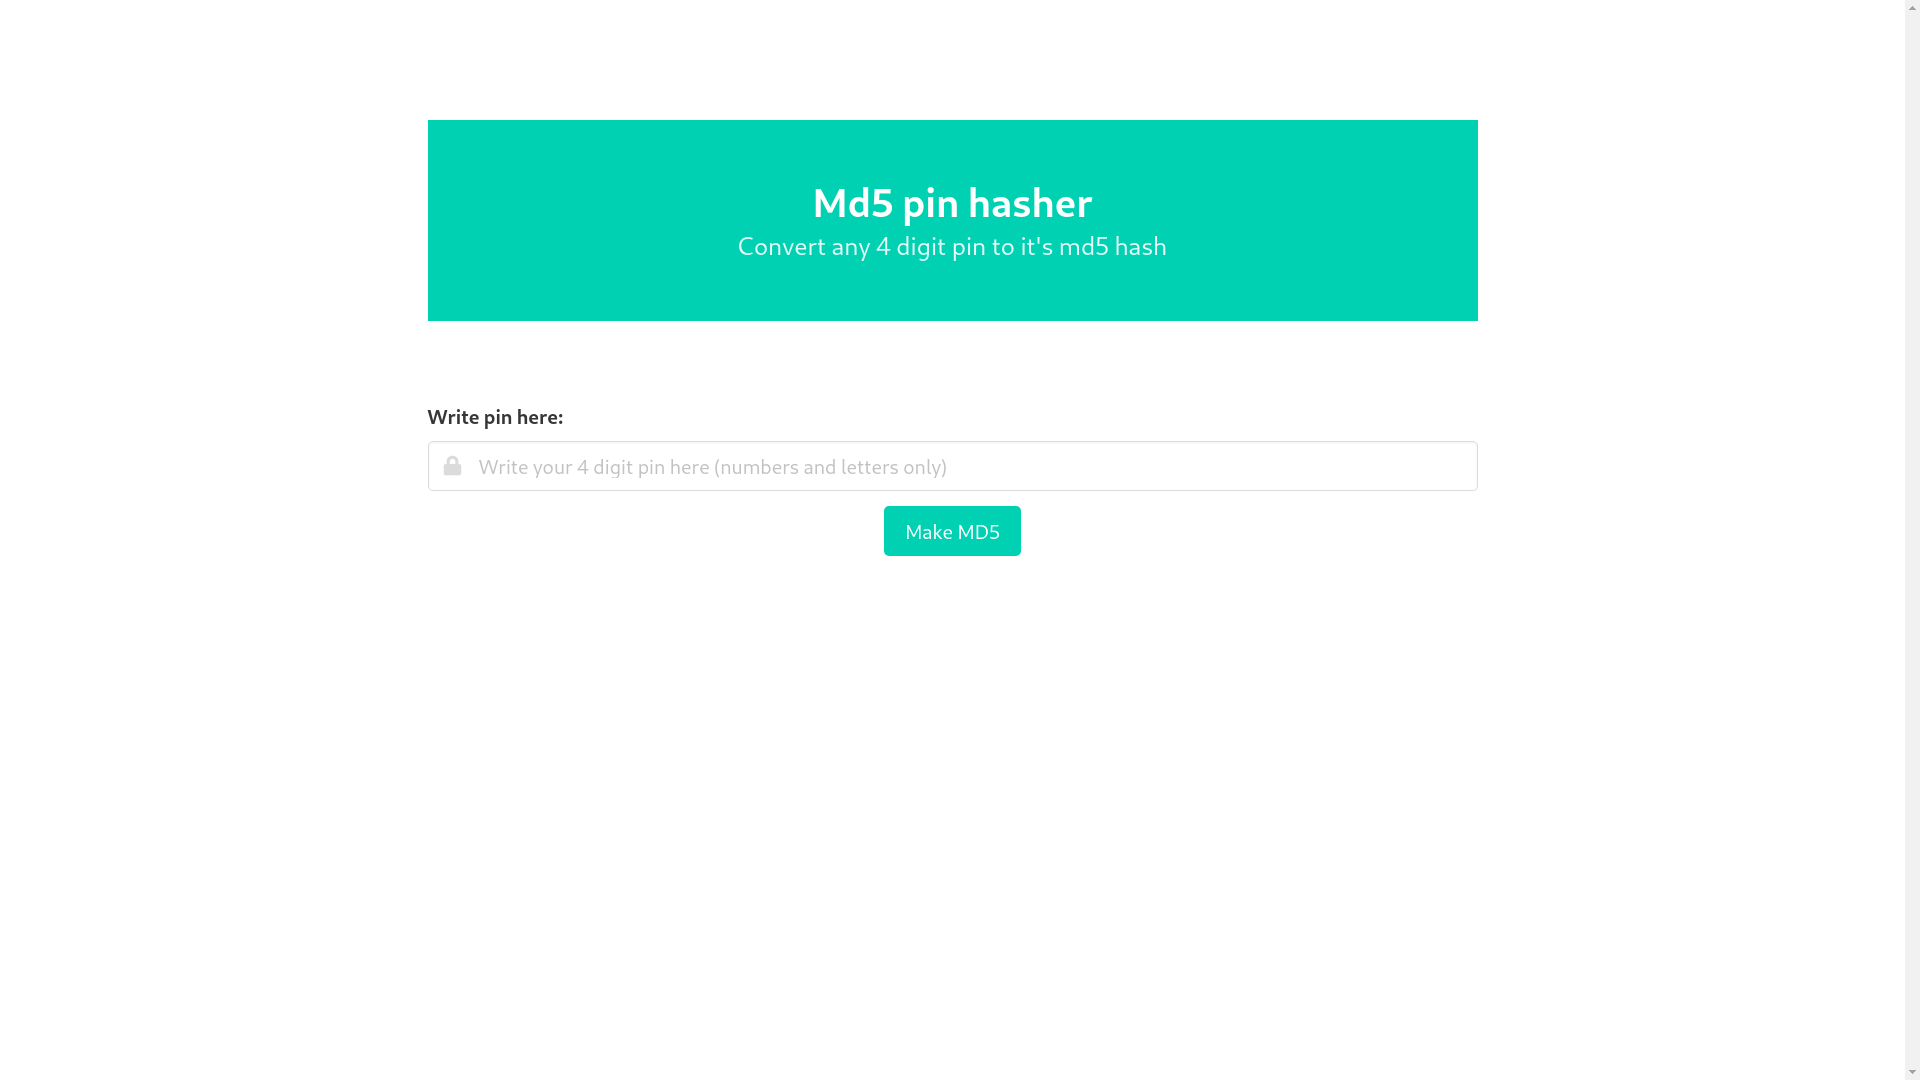 Md5 pin hasher
Convert any 4 digit pin to it's md5 hash
Write pin here:
Write your 4 digit pin here (numbers and letters only)
Make MD5